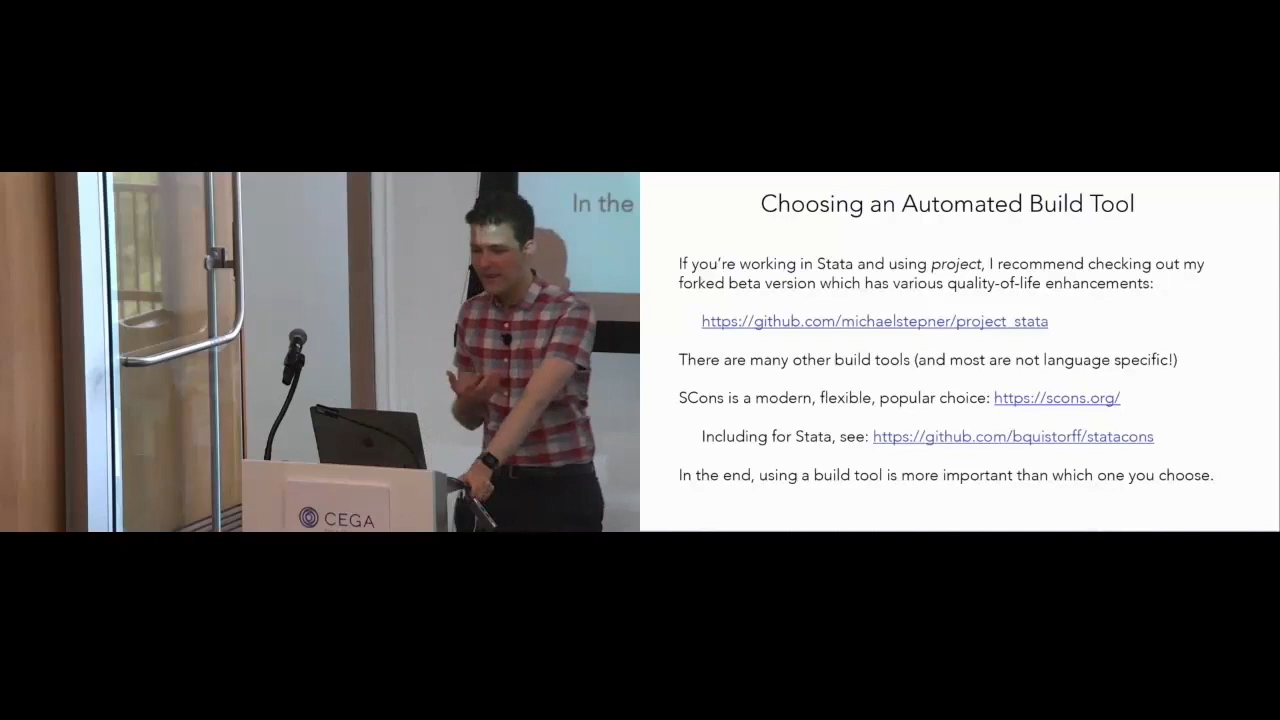 In the
CEGA
Choosing an Automated Build Tool
If you're working in Stata and using project, I recommend checking out my
forked beta version which has various quality-of-life enhancements:
https://github.com/michaelstepner/project_stata
There are many other build tools (and most are not language specific!)
SCons is a modern, flexible, popular choice: https://scons.org/
Including for Stata, see: https://github.com/bquistorff/statacons
In the end, using a build tool is more important than which one you choose.